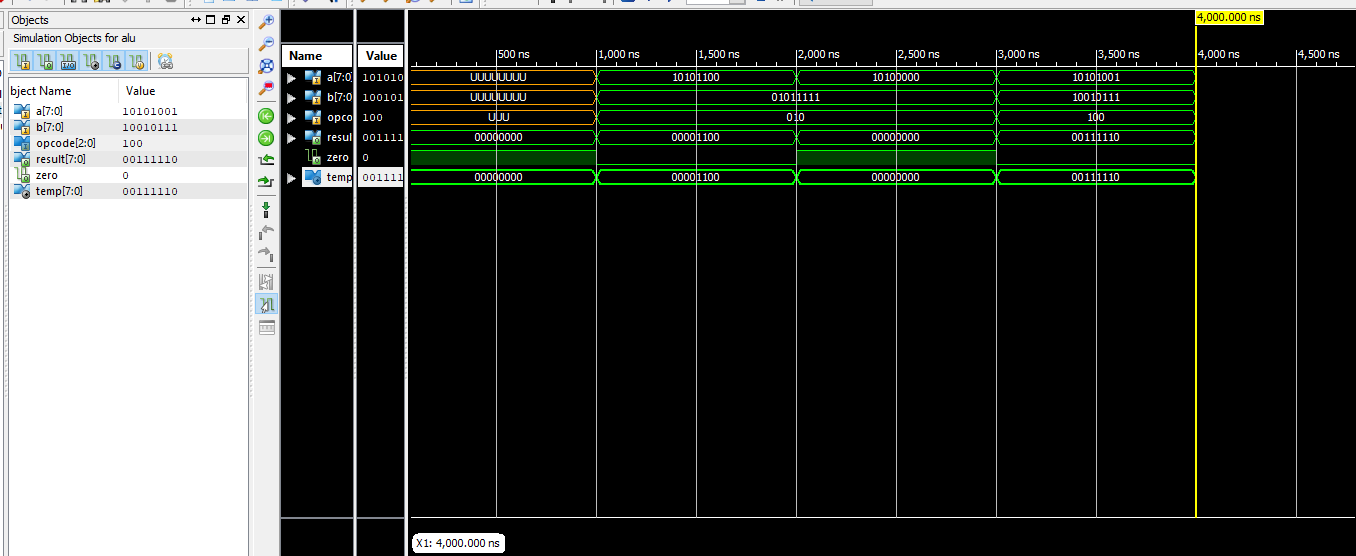 Objects
Simulation Objects for alu
bject Name Value
a[7:0] 10101001
b[7:0] 10010111
opcode[2:0] 100
result[7:0] 00111110
zero 0
temp[7:0] 00111110
4,000.000 ns
Name Value
500 ns 1,000 ns 1,500 ns 2,000 ns 2,500 ns 3,000 ns 3,500 ns 4,000 ns 4,500 ns
a[7:0] 101010 UUUUUUUU 10101100 10100000 10101001
b[7:0 100101 UUUUUUUU 01011111 10010111
opco 100 UUU 010 100
resul 001111 00000000 00001100 00000000 00111110
zero 0
temp 001111 00000000 00001100 00000000 00111110
X1: 4,000.000 ns